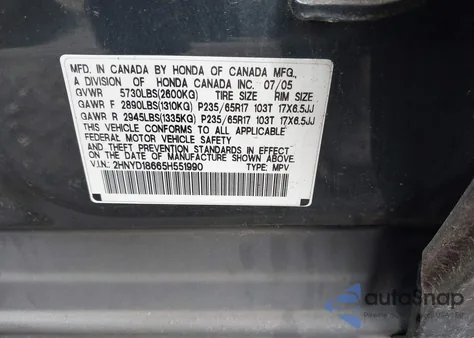 MFD. IN CANADA BY HONDA OF CANADA MFG.,
A DIVISION OF HONDA CANADA INC. 07/05
GVWR 5730LBS(2600KG) TIRE SIZE RIM SIZE
GAWR F 2890LBS(1310KG) P235/65R17 103T 17X6.5JJ
GAWR R 2945LBS(1335KG) P235/65R17 103T 17X6.5JJ
THIS VEHICLE CONFORMS TO ALL APPLICABLE
FEDERAL MOTOR VEHICLE SAFETY
AND THEFT PREVENTION STANDARDS IN EFFECT
ON THE DATE OF MANUFACTURE SHOWN ABOVE.
V.I.N.: 2HNYD18665H551990 TYPE: MPV
autoSnap